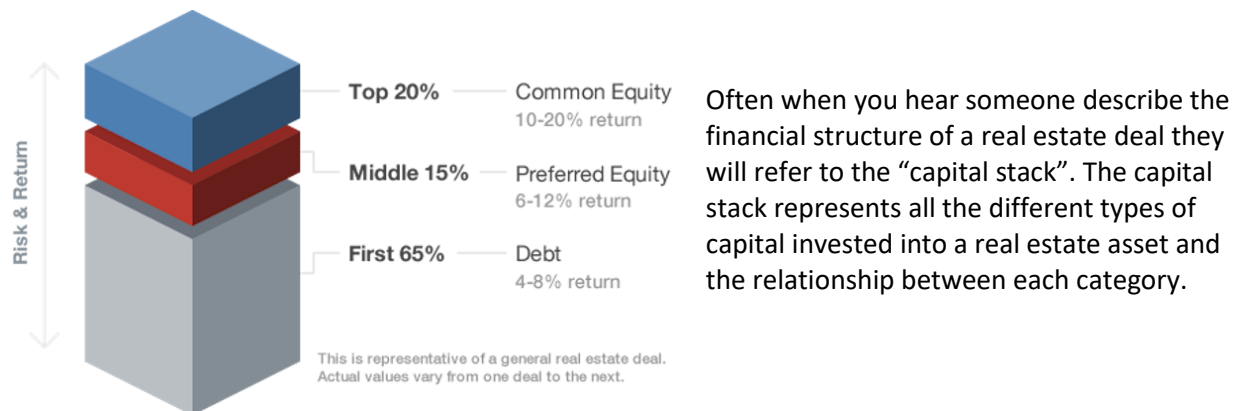 Risk & Return
Top 20%
Common Equity
10-20% return
Middle 15%
Preferred Equity
6-12% return
First 65%
Debt
4-8% return
This is representative of a general real estate deal.
Actual values vary from one deal to the next.
Often when you hear someone describe the
financial structure of a real estate deal they
will refer to the “capital stack”. The capital
stack represents all the different types of
capital invested into a real estate asset and
the relationship between each category.